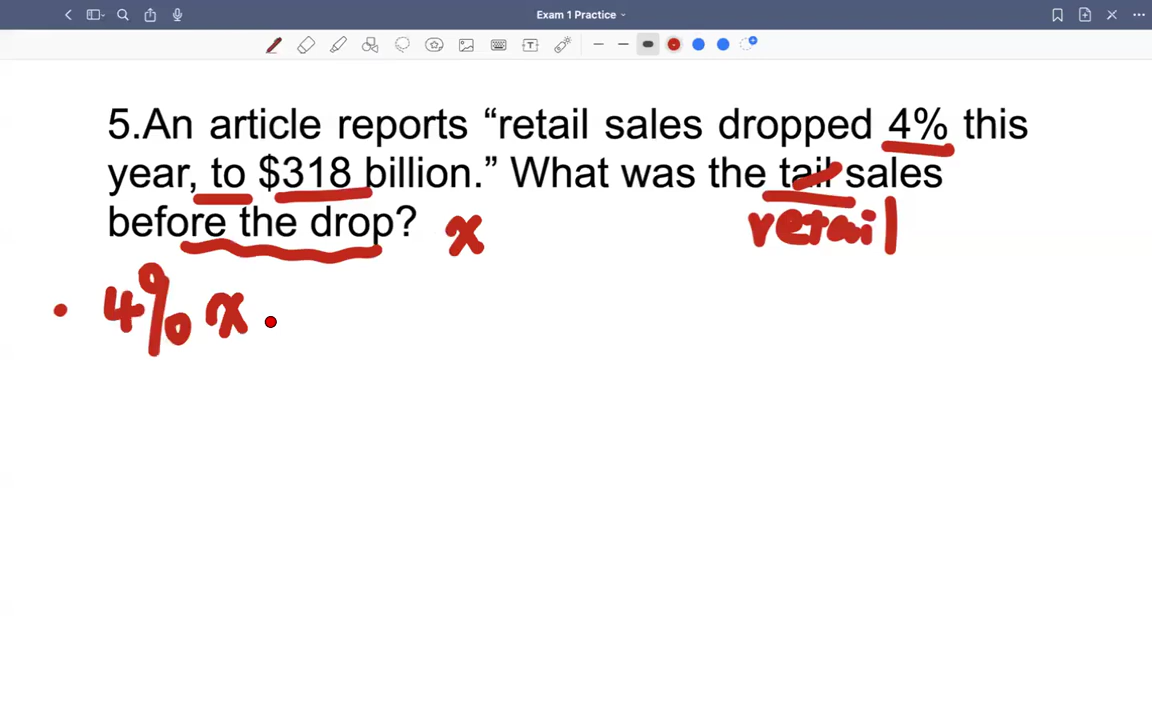 Exam 1 Practice
5.An article reports “retail sales dropped 4% this
year, to $318 billion.” What was the tail sales
retail
before the drop? x
• 4% x